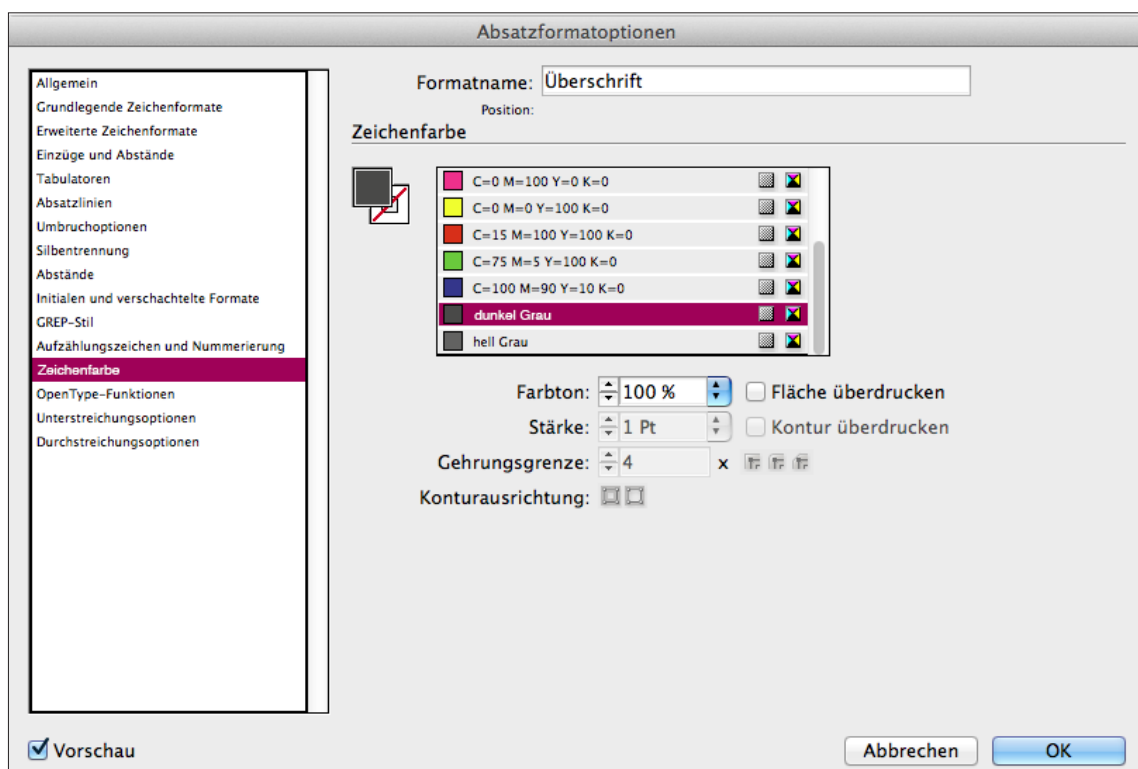 Absatzformatoptionen
Allgemein
Grundlegende Zeichenformate
Erweiterte Zeichenformate
Einzüge und Abstände
Tabulatoren
Absatzlinien
Umbruchoptionen
Silbentrennung
Abstände
Initialen und verschachtelte Formate
GREP-Stil
Aufzählungszeichen und Nummerierung
Zeichenfarbe
OpenType-Funktionen
Unterstreichungsoptionen
Durchstreichungsoptionen
Formatname: Überschrift
Position:
Zeichenfarbe
C=0 M=100 Y=0 K=0
C=0 M=0 Y=100 K=0
C=15 M=100 Y=100 K=0
C=75 M=5 Y=100 K=0
C=100 M=90 Y=10 K=0
dunkel Grau
hell Grau
Farbton: 100 % Fläche überdrucken
Stärke: 1 Pt Kontur überdrucken
Gehrungsgrenze: 4 x
Konturausrichtung:
Vorschau
Abbrechen OK